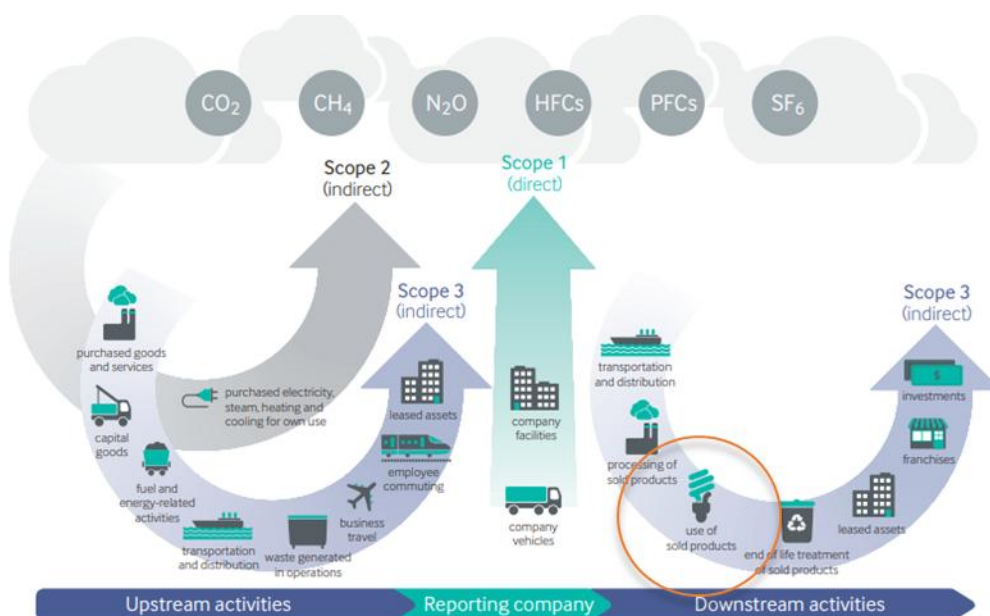 CO₂
CH₄
N₂O
HFCs
PFCs
SF₆
Scope 2
(indirect)
Scope 1
(direct)
Scope 3
(indirect)
Scope 3
(indirect)
purchased goods
and services
capital
goods
fuel and
energy-related
activities
transportation
and distribution
waste generated
in operations
business
travel
employee
commuting
leased assets
purchased electricity,
steam, heating and
cooling for own use
company
facilities
company
vehicles
transportation
and distribution
processing of
sold products
use of
sold products
end of life treatment
of sold products
leased assets
franchises
$
investments
Upstream activities
Reporting company
Downstream activities